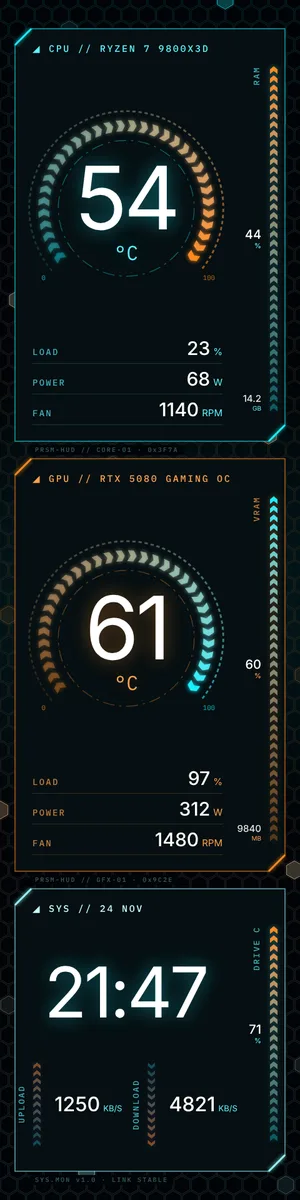 CPU // RYZEN 7 9800X3D
RAM
54
°C
0 100
44
%
LOAD 23 %
POWER 68 W
FAN 1140 RPM
14.2
GB
PRSM-HUD // CORE-01 · 0x3F7A
GPU // RTX 5080 GAMING OC
VRAM
61
°C
0 100
60
%
LOAD 97 %
POWER 312 W
FAN 1480 RPM
9840
MB
PRSM-HUD // GFX-01 · 0x9C2E
SYS // 24 NOV
DRIVE C
21:47
71
%
UPLOAD
1250 KB/S
DOWNLOAD
4821 KB/S
SYS.MON v1.0 · LINK STABLE